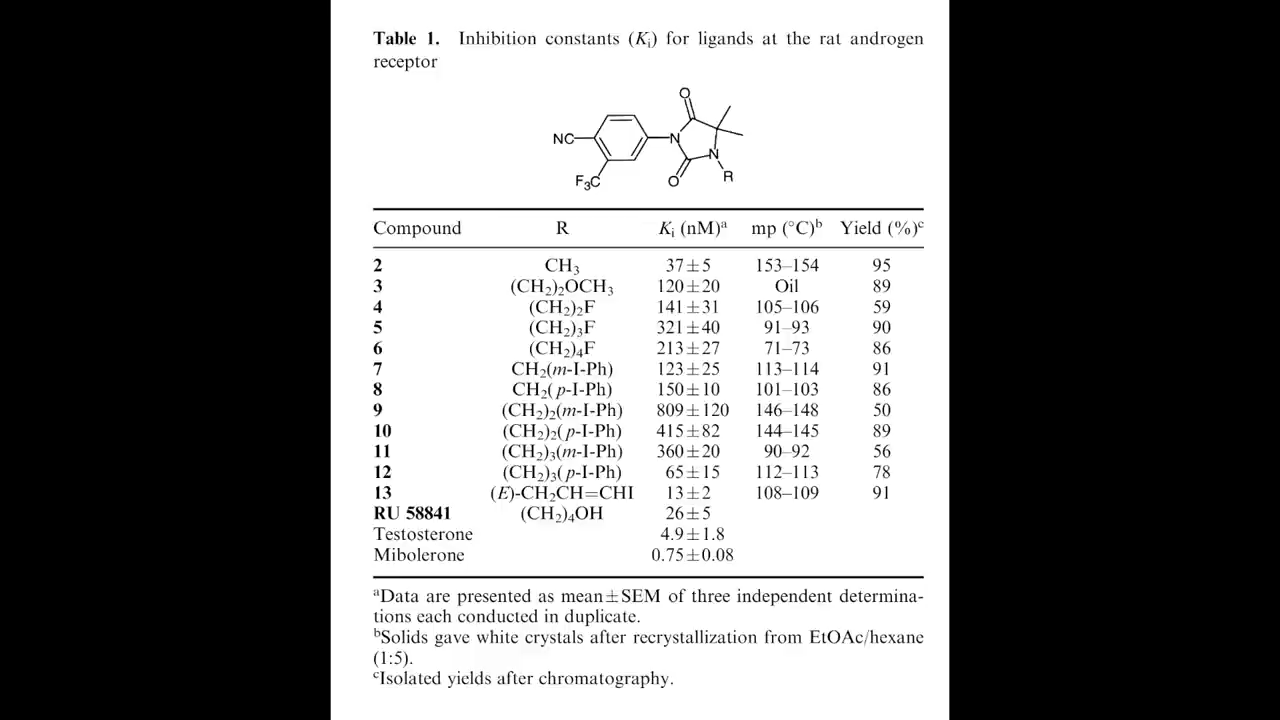 Table 1. Inhibition constants (Ki) for ligands at the rat androgen
receptor
O
NC
N
N
F3C
O
R
Compound R Ki (nM)a mp (°C)b Yield (%)c
2 CH3 37±5 153–154 95
3 (CH2)2OCH3 120±20 Oil 89
4 (CH2)2F 141±31 105–106 59
5 (CH2)3F 321±40 91–93 90
6 (CH2)4F 213±27 71–73 86
7 CH2(m-I-Ph) 123±25 113–114 91
8 CH2(p-I-Ph) 150±10 101–103 86
9 (CH2)2(m-I-Ph) 809±120 146–148 50
10 (CH2)2(p-I-Ph) 415±82 144–145 89
11 (CH2)3(m-I-Ph) 360±20 90–92 56
12 (CH2)3(p-I-Ph) 65±15 112–113 78
13 (E)-CH2CH=CHI 13±2 108–109 91
RU 58841 (CH2)4OH 26±5
Testosterone 4.9±1.8
Mibolerone 0.75±0.08
aData are presented as mean±SEM of three independent determina-
tions each conducted in duplicate.
bSolids gave white crystals after recrystallization from EtOAc/hexane
(1:5).
cIsolated yields after chromatography.